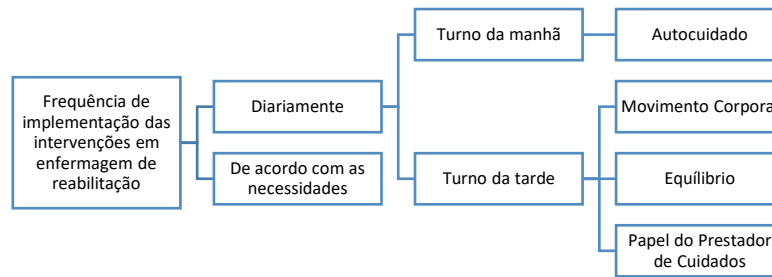 Frequência de
implementação das
intervenções em
enfermagem de
reabilitação
Diariamente
De acordo com as
necessidades
Turno da manhã
Turno da tarde
Autocuidado
Movimento Corpora
Equílibrio
Papel do Prestador
de Cuidados